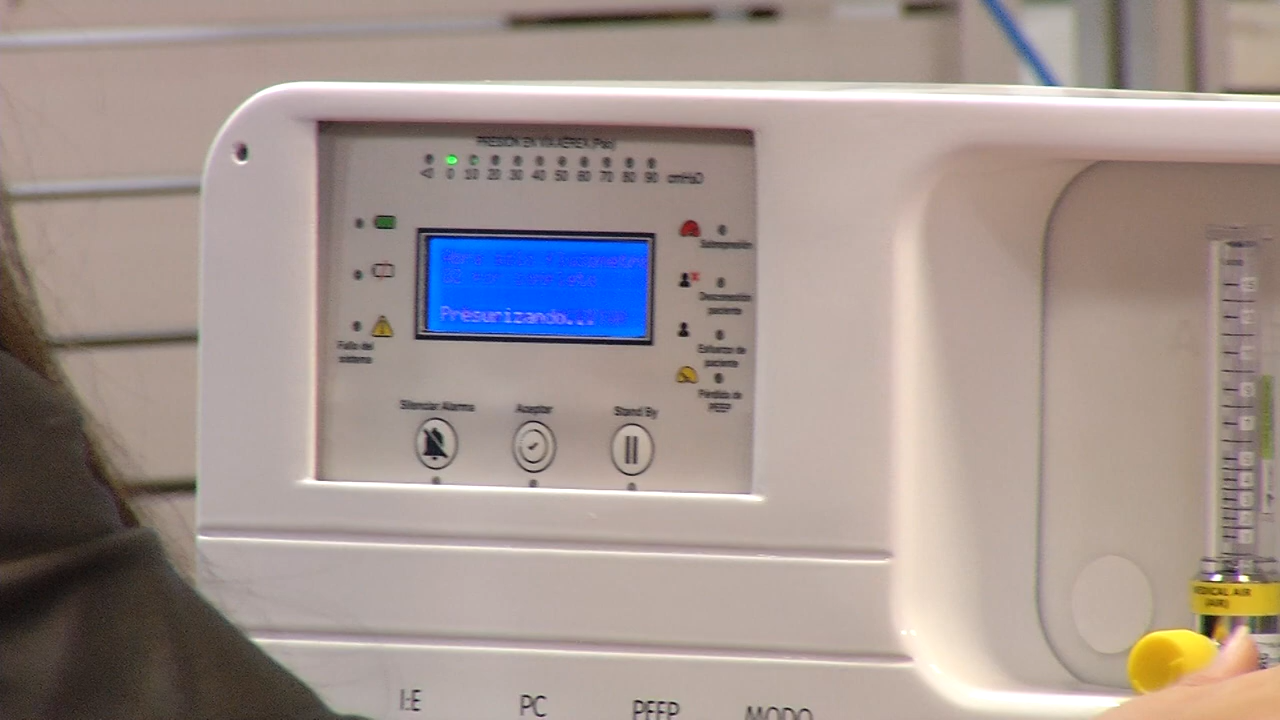 PRESIÓN EN VÍA AÉREA (Paw)
<0 0 10 20 30 40 50 60 70 80 90 cmH₂O
Sobrepresión
Desconexión
paciente
Presurizando...
Esfuerzo de
paciente
Fallo del
sistema
Pérdida de
PEEP
Silenciar Alarma
Aceptar
Stand By
MEDICAL AIR
(AIR)
I:E
PC
PEEP
MODO